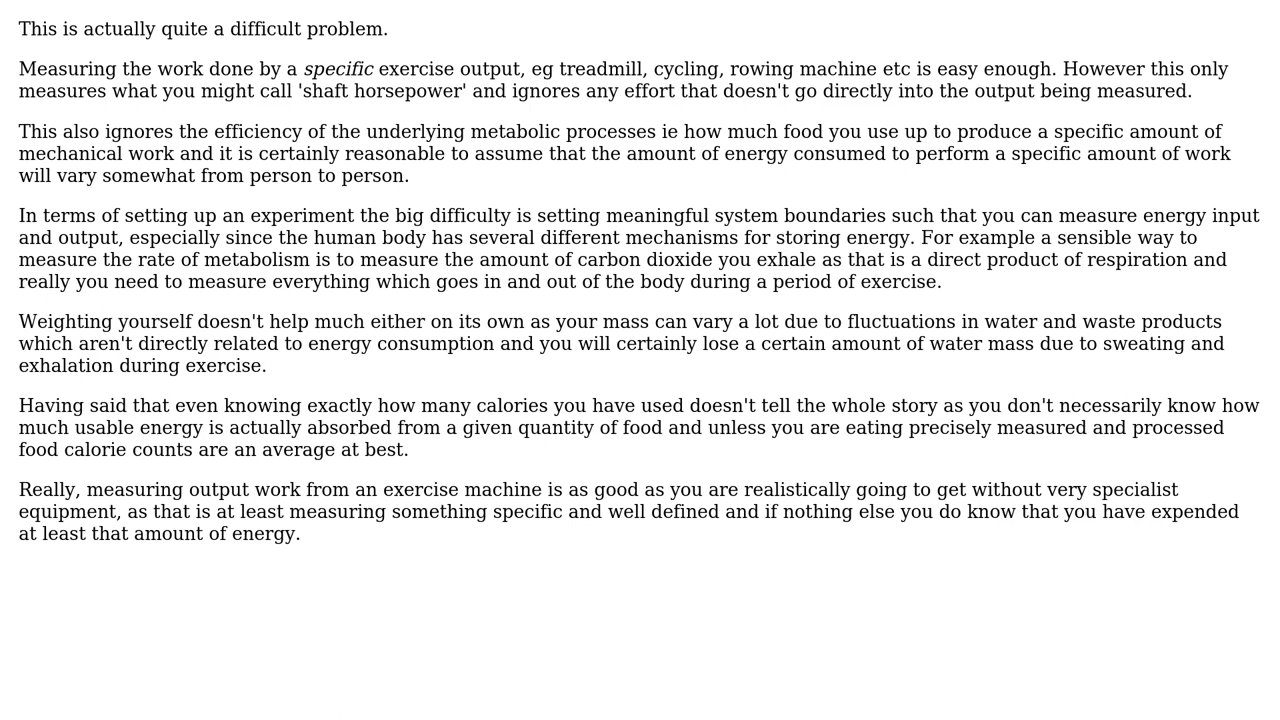 This is actually quite a difficult problem.
Measuring the work done by a specific exercise output, eg treadmill, cycling, rowing machine etc is easy enough. However this only
measures what you might call 'shaft horsepower' and ignores any effort that doesn't go directly into the output being measured.
This also ignores the efficiency of the underlying metabolic processes ie how much food you use up to produce a specific amount of
mechanical work and it is certainly reasonable to assume that the amount of energy consumed to perform a specific amount of work
will vary somewhat from person to person.
In terms of setting up an experiment the big difficulty is setting meaningful system boundaries such that you can measure energy input
and output, especially since the human body has several different mechanisms for storing energy. For example a sensible way to
measure the rate of metabolism is to measure the amount of carbon dioxide you exhale as that is a direct product of respiration and
really you need to measure everything which goes in and out of the body during a period of exercise.
Weighting yourself doesn't help much either on its own as your mass can vary a lot due to fluctuations in water and waste products
which aren't directly related to energy consumption and you will certainly lose a certain amount of water mass due to sweating and
exhalation during exercise.
Having said that even knowing exactly how many calories you have used doesn't tell the whole story as you don't necessarily know how
much usable energy is actually absorbed from a given quantity of food and unless you are eating precisely measured and processed
food calorie counts are an average at best.
Really, measuring output work from an exercise machine is as good as you are realistically going to get without very specialist
equipment, as that is at least measuring something specific and well defined and if nothing else you do know that you have expended
at least that amount of energy.